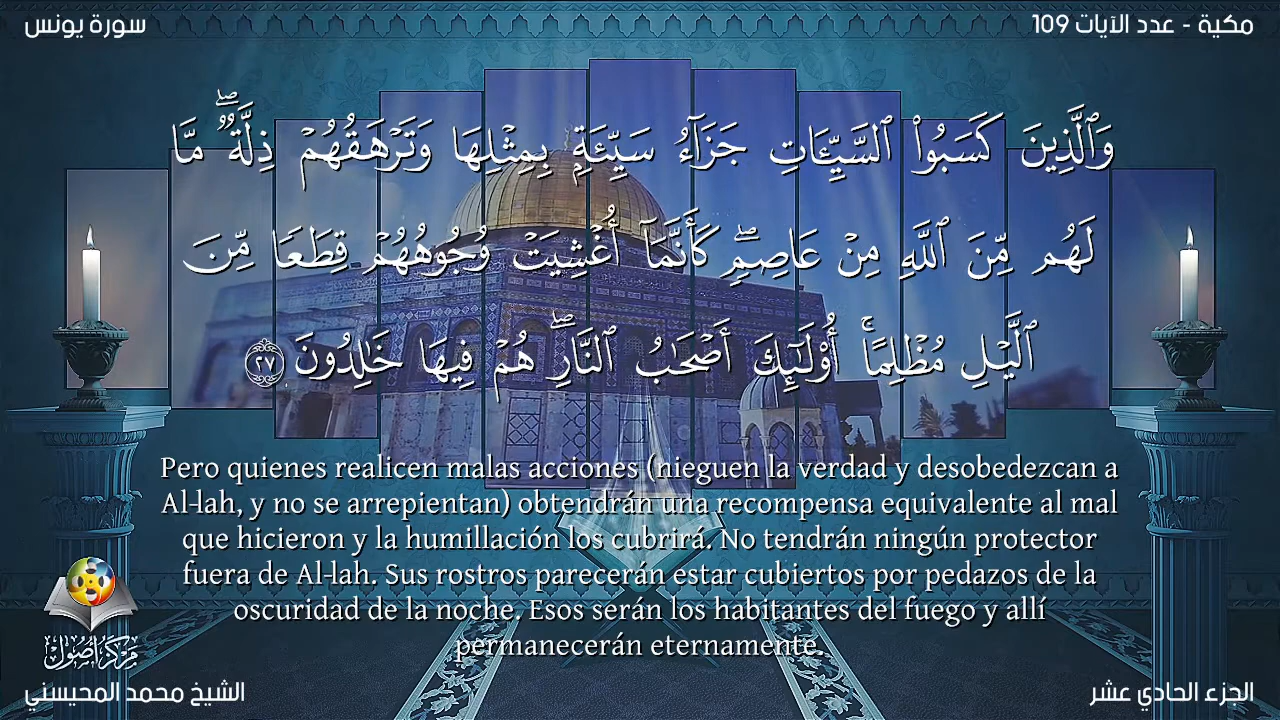 سورة يونس
مكية - عدد الآيات 109
وَٱلَّذِينَ كَسَبُوا۟ ٱلسَّيِّـَٔاتِ جَزَآءُ سَيِّئَةٍۭ بِمِثْلِهَا وَتَرْهَقُهُمْ ذِلَّةٌ ۖ مَّا
لَهُم مِّنَ ٱللَّهِ مِنْ عَاصِمٍ ۖ كَأَنَّمَآ أُغْشِيَتْ وُجُوهُهُمْ قِطَعًا مِّنَ
ٱلَّيْلِ مُظْلِمًا ۚ أُو۟لَـٰٓئِكَ أَصْحَـٰبُ ٱلنَّارِ ۖ هُمْ فِيهَا خَـٰلِدُونَ ٢٧
Pero quienes realicen malas acciones (nieguen la verdad y desobedezcan a
Al-lah, y no se arrepientan) obtendrán una recompensa equivalente al mal
que hicieron y la humillación los cubrirá. No tendrán ningún protector
fuera de Al-lah. Sus rostros parecerán estar cubiertos por pedazos de la
oscuridad de la noche. Esos serán los habitantes del fuego y allí
permanecerán eternamente.
مركز أصول
الشيخ محمد المحيسني
الجزء الحادي عشر